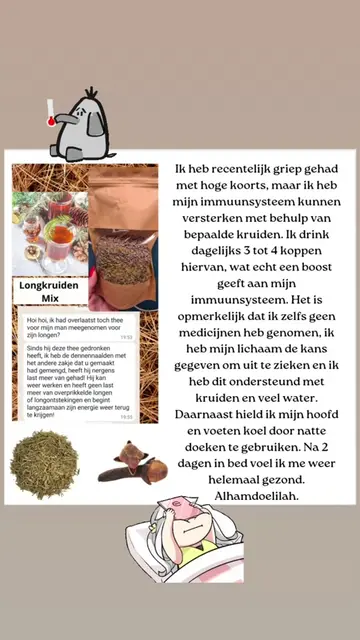 Ik heb recentelijk griep gehad
met hoge koorts, maar ik heb
mijn immuunsysteem kunnen
versterken met behulp van
bepaalde kruiden. Ik drink
dagelijks 3 tot 4 koppen
hiervan, wat echt een boost
geeft aan mijn
immuunsysteem. Het is
opmerkelijk dat ik zelfs geen
medicijnen heb genomen, ik
heb mijn lichaam de kans
gegeven om uit te zieken en ik
heb dit ondersteund met
kruiden en veel water.
Daarnaast hield ik mijn hoofd
en voeten koel door natte
doeken te gebruiken. Na 2
dagen in bed voel ik me weer
helemaal gezond.
Alhamdoelilah.
Longkruiden
Mix
Hoi hoi, ik had overlaatst toch thee
voor mijn man meegenomen voor
zijn longen?
19:53
Sinds hij deze thee gedronken
heeft, ik heb de dennennaalden met
het andere zakje dat u gemaakt
had gemengd, heeft hij nergens
last meer van gehad! Hij kan
weer werken en heeft geen last
meer van overprikkelde longen
of longontstekingen en begint
langzaamaan zijn energie weer terug
te krijgen!
19:55